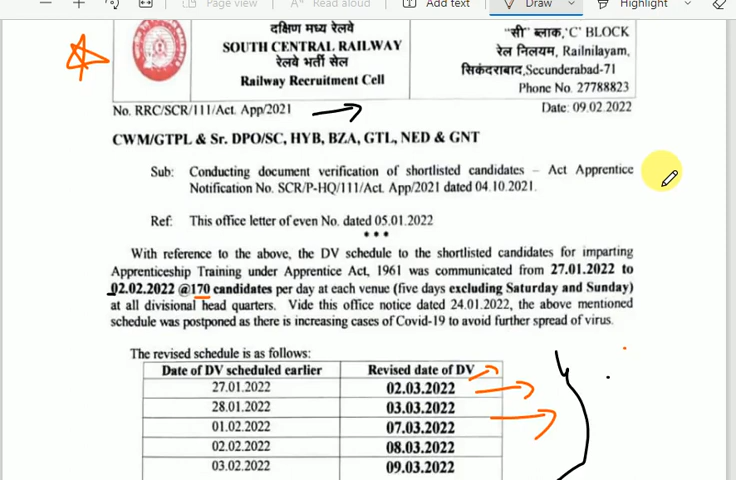 Page view
A
Read aloud
Add text
Draw
Highlight
दक्षिण मध्य रेलवे
SOUTH CENTRAL RAILWAY
रेलवे भर्ती सेल
Railway Recruitment Cell
"सी" ब्लाक,'C' BLOCK
रेल निलयम, Railnilayam,
सिकंदराबाद,Secunderabad-71
Phone No. 27788823
No. RRC/SCR/111/Act. App/2021
Date: 09.02.2022
CWM/GTPL & Sr. DPO/SC, HYB, BZA, GTL, NED & GNT
Sub: Conducting document verification of shortlisted candidates – Act Apprentice
Notification No. SCR/P-HQ/111/Act. App/2021 dated 04.10.2021.
Ref: This office letter of even No. dated 05.01.2022
***
With reference to the above, the DV schedule to the shortlisted candidates for imparting
Apprenticeship Training under Apprentice Act, 1961 was communicated from 27.01.2022 to
02.02.2022 @170 candidates per day at each venue (five days excluding Saturday and Sunday)
at all divisional head quarters. Vide this office notice dated 24.01.2022, the above mentioned
schedule was postponed as there is increasing cases of Covid-19 to avoid further spread of virus.
The revised schedule is as follows:
Date of DV scheduled earlier Revised date of DV
27.01.2022 02.03.2022
28.01.2022 03.03.2022
01.02.2022 07.03.2022
02.02.2022 08.03.2022
03.02.2022 09.03.2022